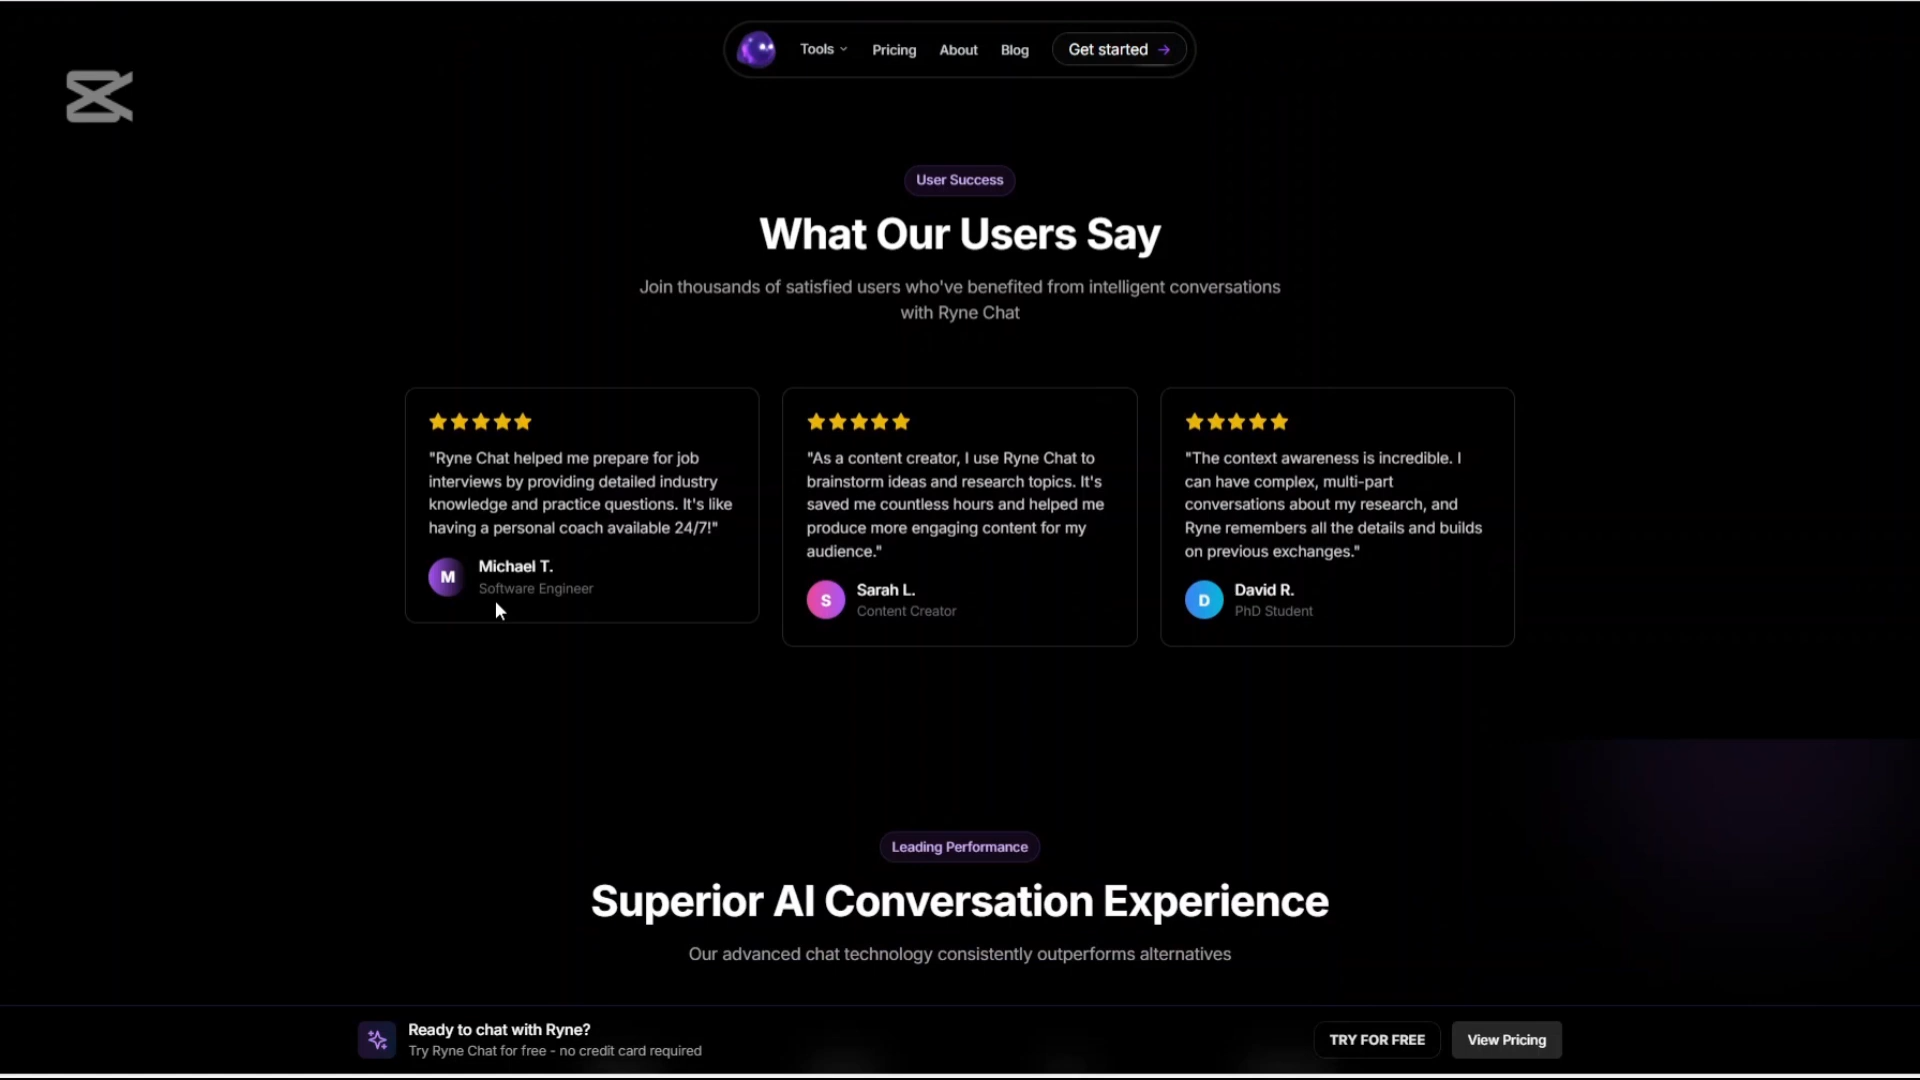 Tools Pricing About Blog Get started →
User Success
What Our Users Say
Join thousands of satisfied users who've benefited from intelligent conversations
with Ryne Chat
"Ryne Chat helped me prepare for job
interviews by providing detailed industry
knowledge and practice questions. It's like
having a personal coach available 24/7!"
M
Michael T.
Software Engineer
"As a content creator, I use Ryne Chat to
brainstorm ideas and research topics. It's
saved me countless hours and helped me
produce more engaging content for my
audience."
S
Sarah L.
Content Creator
"The context awareness is incredible. I
can have complex, multi-part
conversations about my research, and
Ryne remembers all the details and builds
on previous exchanges."
D
David R.
PhD Student
Leading Performance
Superior AI Conversation Experience
Our advanced chat technology consistently outperforms alternatives
Ready to chat with Ryne?
Try Ryne Chat for free - no credit card required
TRY FOR FREE
View Pricing